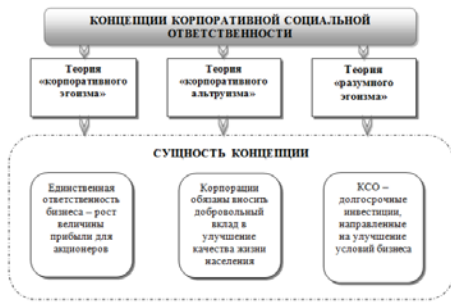 КОНЦЕПЦИИ КОРПОРАТИВНОЙ СОЦИАЛЬНОЙ
ОТВЕТСТВЕННОСТИ
Теория
«корпоративного
эгоизма»
Теория
«корпоративного
альтруизма»
Теория
«разумного
эгоизма»
СУЩНОСТЬ КОНЦЕПЦИИ
Единственная
ответственность
бизнеса – рост
величины
прибыли для
акционеров
Корпорации
обязаны вносить
добровольный
вклад в
улучшение
качества жизни
населения
КСО –
долгосрочные
инвестиции,
направленные
на улучшение
условий бизнеса